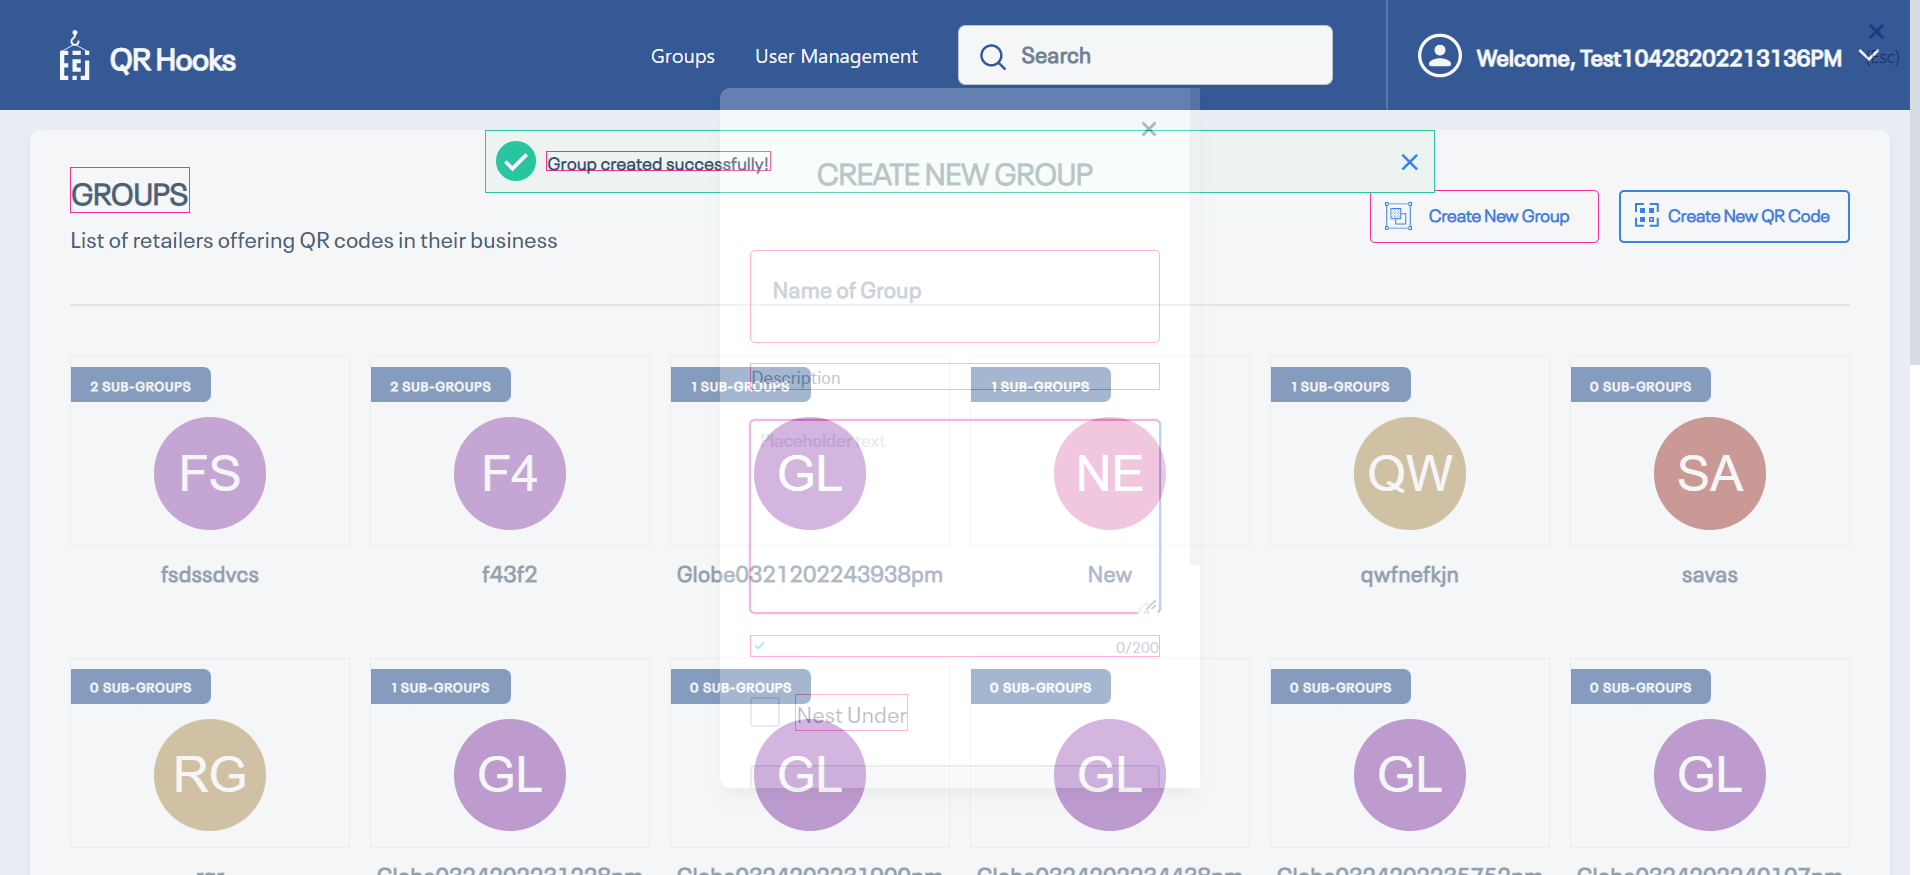 QR Hooks
Groups
User Management
Search
Welcome, Test10428202213136PM
(Esc)
Group created successfully!
CREATE NEW GROUP
GROUPS
List of retailers offering QR codes in their business
Create New Group
Create New QR Code
Name of Group
Description
Placeholder text
0/200
Nest Under
2 SUB-GROUPS
2 SUB-GROUPS
1 SUB-GROUPS
1 SUB-GROUPS
1 SUB-GROUPS
0 SUB-GROUPS
FS
F4
GL
NE
QW
SA
fsdssdvcs
f43f2
Globe0321202243938pm
New
qwfnefkjn
savas
0 SUB-GROUPS
1 SUB-GROUPS
0 SUB-GROUPS
0 SUB-GROUPS
0 SUB-GROUPS
0 SUB-GROUPS
RG
GL
GL
GL
GL
GL